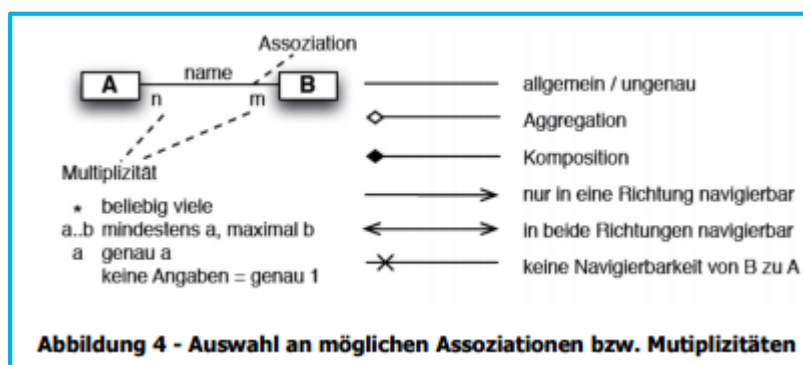 Assoziation
name
A
B
n
m
Multiplizität
* beliebig viele
a..b mindestens a, maximal b
a genau a
keine Angaben = genau 1
allgemein / ungenau
Aggregation
Komposition
nur in eine Richtung navigierbar
in beide Richtungen navigierbar
keine Navigierbarkeit von B zu A
Abbildung 4 - Auswahl an möglichen Assoziationen bzw. Mutiplizitäten